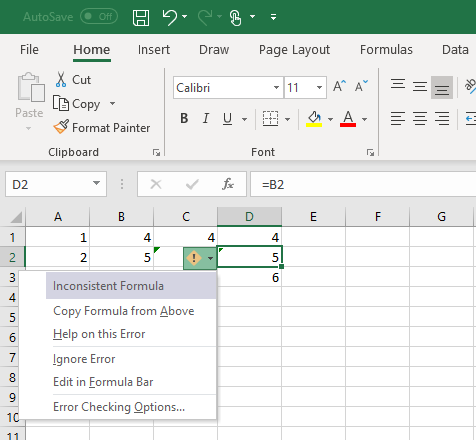 AutoSave Off
File Home Insert Draw Page Layout Formulas Data
Paste
Cut
Copy
Format Painter
Calibri 11 A A
B I U A
ab
Clipboard Font
D2 fx =B2
A B C D E F G
1 1 4 4 4
2 2 5 ! 5
3 6
Inconsistent Formula
4
Copy Formula from Above
5
Help on this Error
6
7
Ignore Error
8
Edit in Formula Bar
9
Error Checking Options...
10
11